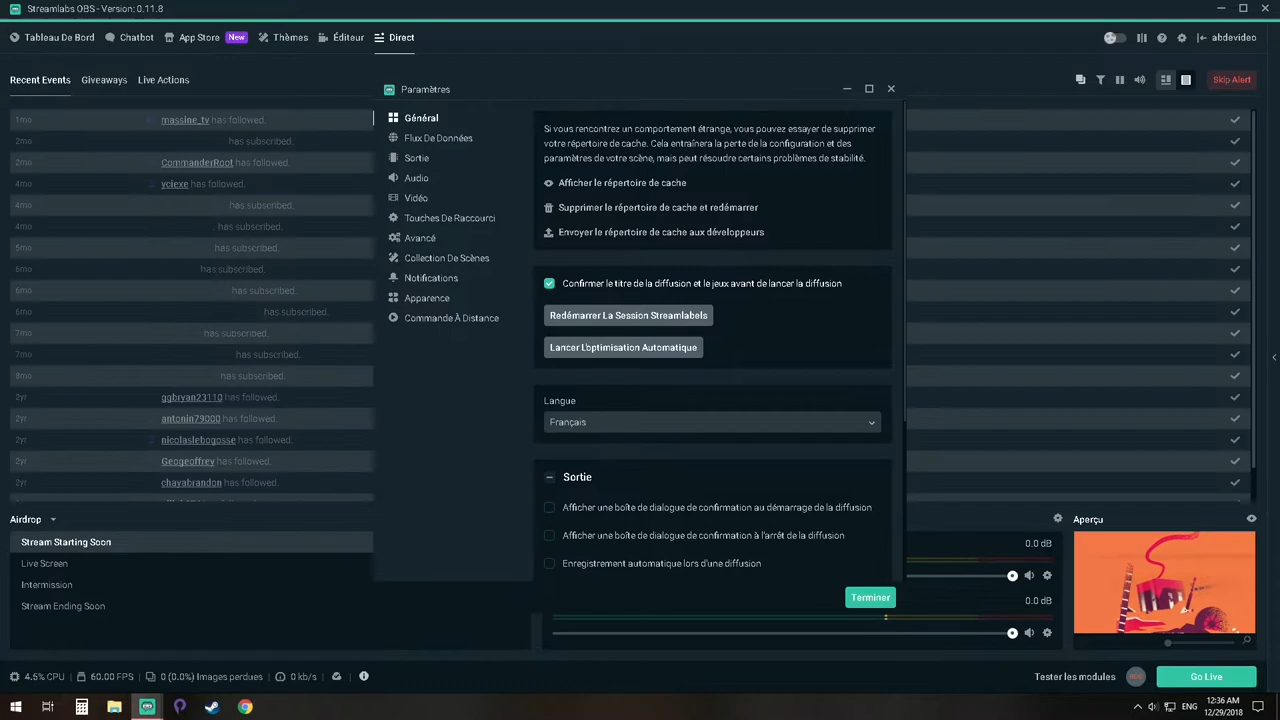 Streamlabs OBS - Version: 0.11.8
Tableau De Bord
Chatbot
App Store
New
Thèmes
Éditeur
Direct
abdevideo
Recent Events
Giveaways
Live Actions
Skip Alert
1mo massine_tv has followed.
2mo has subscribed.
2mo CommanderRoot has followed.
4mo yciexe has followed.
5mo has subscribed.
4mo has subscribed.
5mo has subscribed.
6mo has subscribed.
6mo has subscribed.
6mo has subscribed.
7mo has subscribed.
7mo has subscribed.
8mo has subscribed.
2yr ggbryan23110 has followed.
2yr antonin79000 has followed.
2yr nicolaslebogosse has followed.
2yr Geogeoffrey has followed.
2yr chayabrandon has followed.
Paramètres
Général
Flux De Données
Sortie
Audio
Vidéo
Touches De Raccourci
Avancé
Collection De Scènes
Notifications
Apparence
Commande À Distance
Si vous rencontrez un comportement étrange, vous pouvez essayer de supprimer
votre répertoire de cache. Cela entraînera la perte de la configuration et des
paramètres de votre scène, mais peut résoudre certains problèmes de stabilité.
Afficher le répertoire de cache
Supprimer le répertoire de cache et redémarrer
Envoyer le répertoire de cache aux développeurs
Confirmer le titre de la diffusion et le jeux avant de lancer la diffusion
Redémarrer La Session Streamlabels
Lancer L'optimisation Automatique
Langue
Français
Sortie
Afficher une boîte de dialogue de confirmation au démarrage de la diffusion
Afficher une boîte de dialogue de confirmation à l'arrêt de la diffusion
Enregistrement automatique lors d'une diffusion
Terminer
Airdrop
Stream Starting Soon
Live Screen
Intermission
Stream Ending Soon
0.0 dB
0.0 dB
Aperçu
4.5% CPU
60.00 FPS
0 (0.0%) Images perdues
0 kb/s
Tester les modules
REC
Go Live
ENG
12:36 AM
12/29/2018